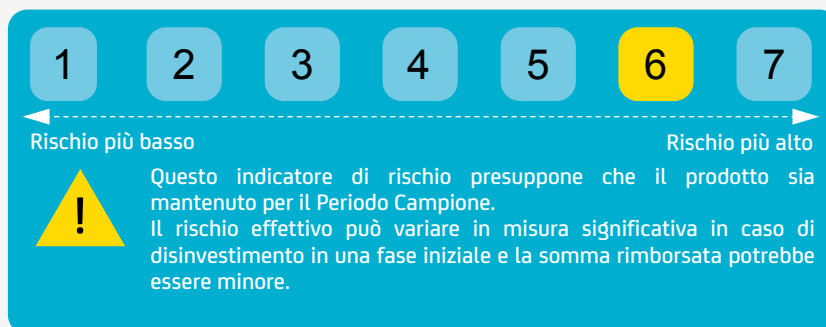 1 2 3 4 5 6 7
Rischio più basso Rischio più alto
!
Questo indicatore di rischio presuppone che il prodotto sia
mantenuto per il Periodo Campione.
Il rischio effettivo può variare in misura significativa in caso di
disinvestimento in una fase iniziale e la somma rimborsata potrebbe
essere minore.